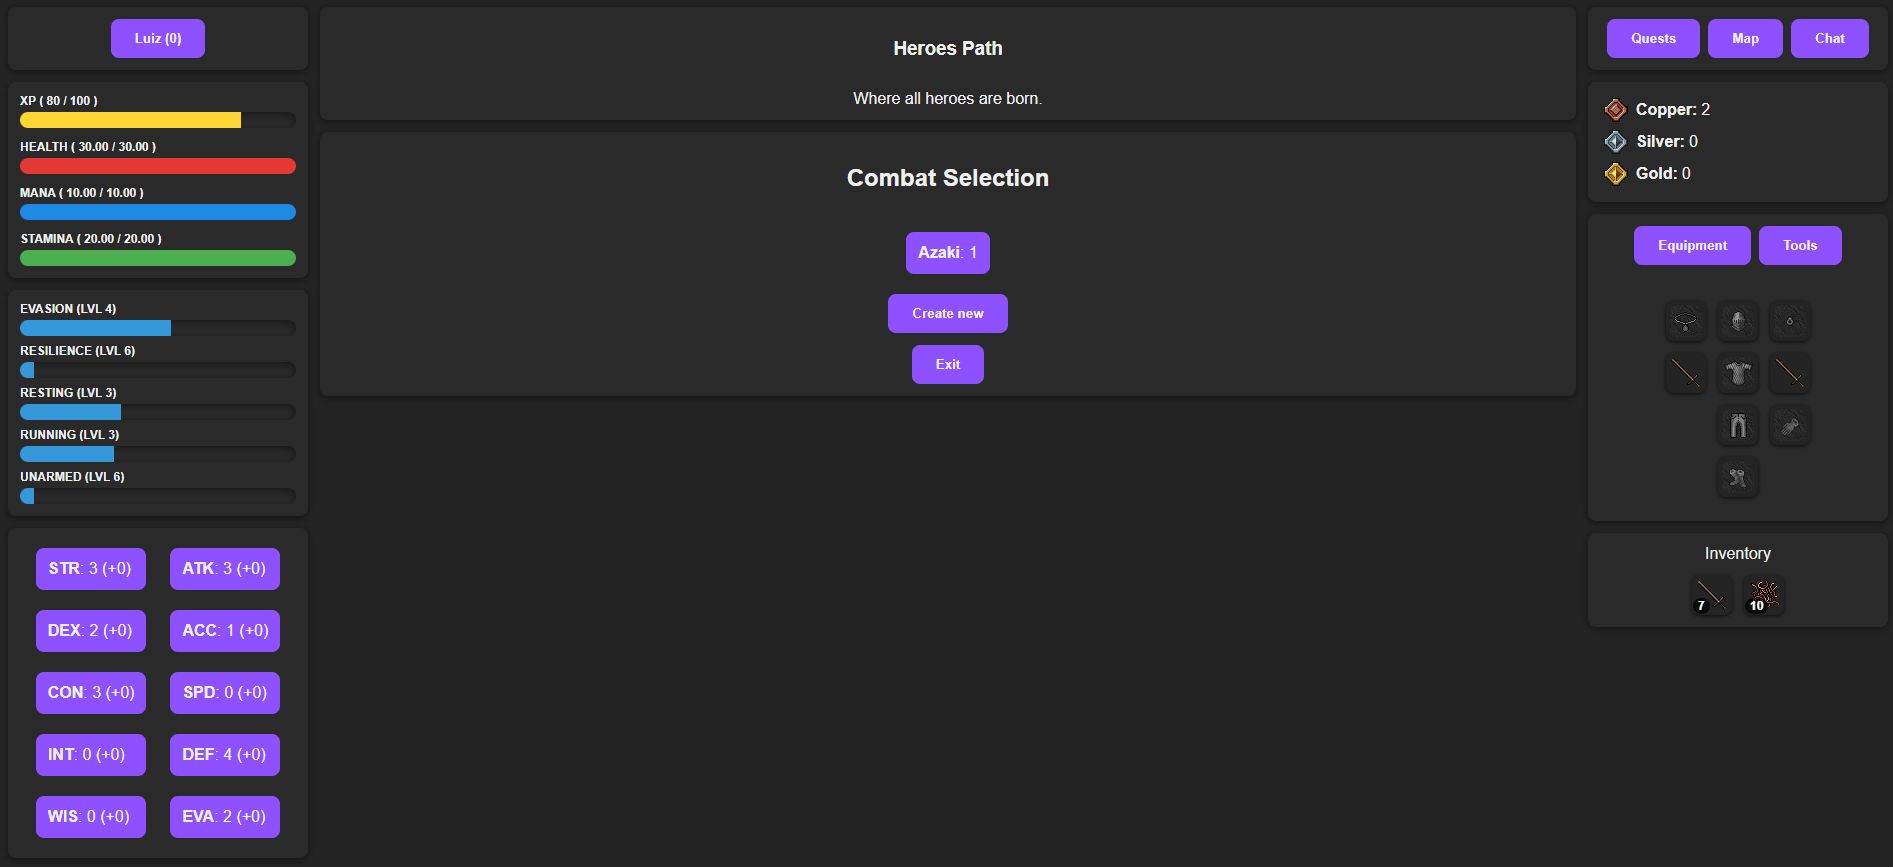 Luiz (0)
XP ( 80 / 100 )
HEALTH ( 30.00 / 30.00 )
MANA ( 10.00 / 10.00 )
STAMINA ( 20.00 / 20.00 )
EVASION (LVL 4)
RESILIENCE (LVL 6)
RESTING (LVL 3)
RUNNING (LVL 3)
UNARMED (LVL 6)
STR: 3 (+0) ATK: 3 (+0)
DEX: 2 (+0) ACC: 1 (+0)
CON: 3 (+0) SPD: 0 (+0)
INT: 0 (+0) DEF: 4 (+0)
WIS: 0 (+0) EVA: 2 (+0)
Heroes Path
Where all heroes are born.
Combat Selection
Azaki: 1
Create new
Exit
Quests Map Chat
Copper: 2
Silver: 0
Gold: 0
Equipment Tools
Inventory
7 10